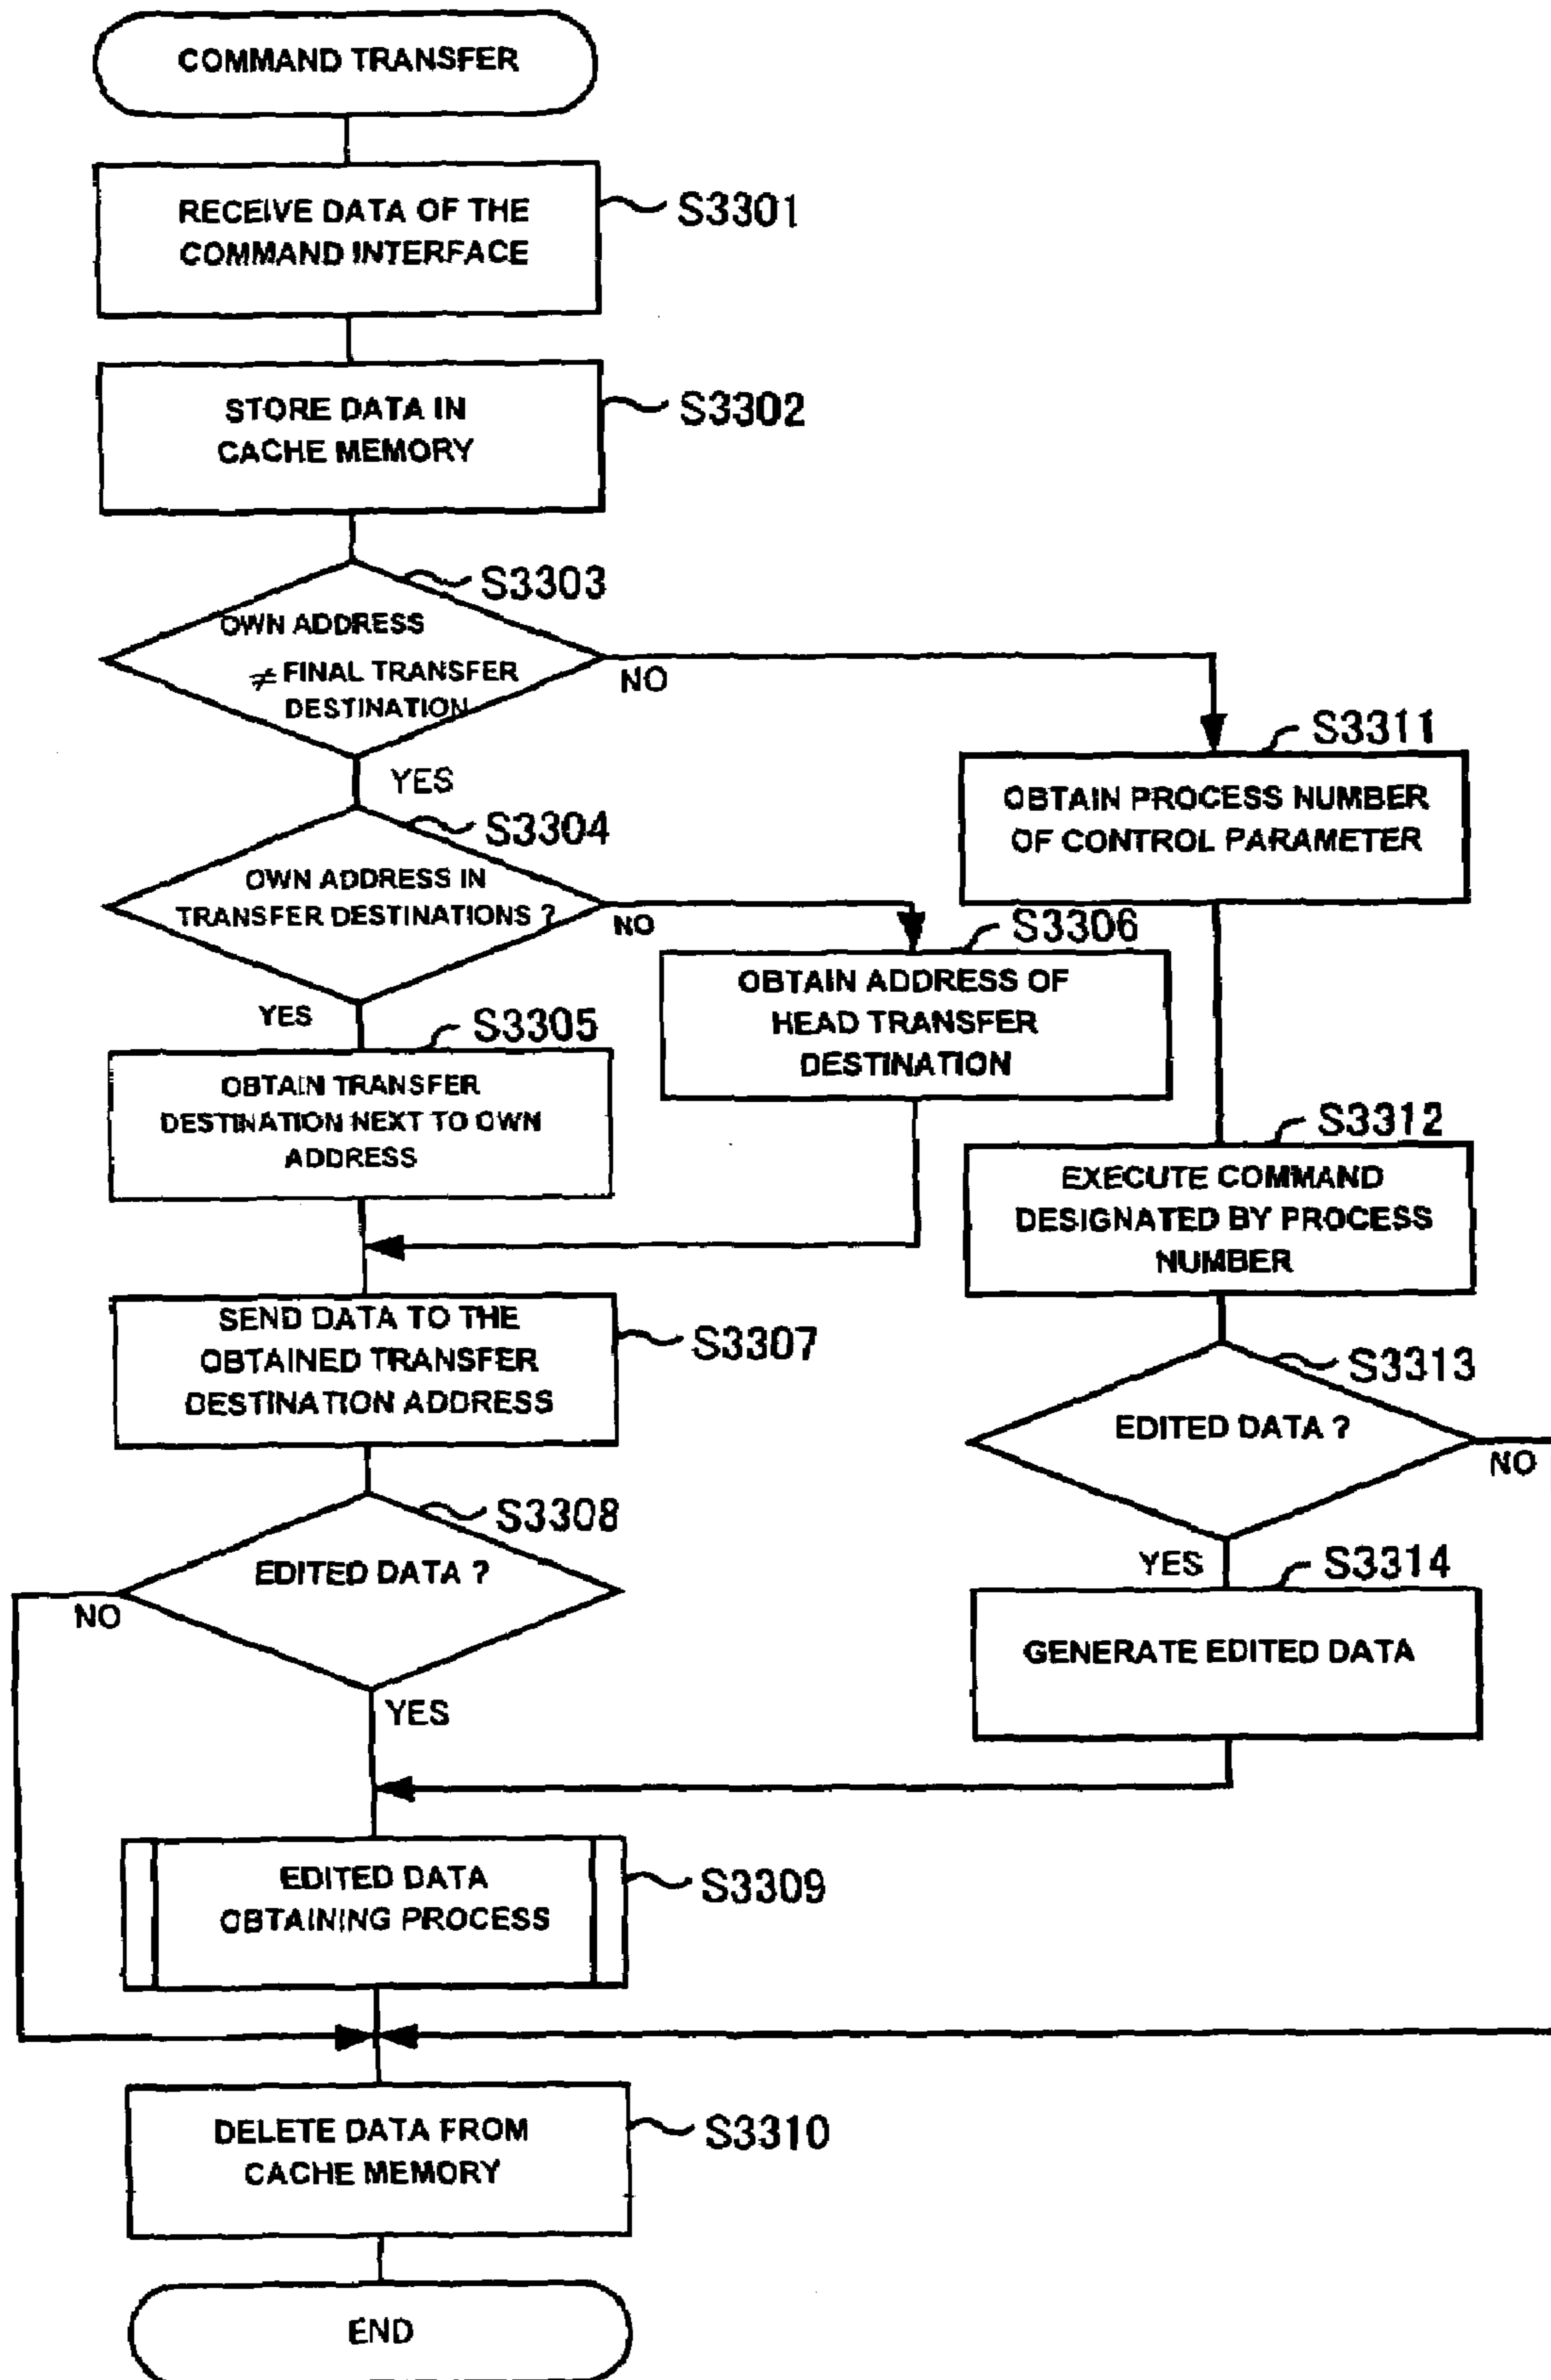 COMMAND TRANSFER
RECEIVE DATA OF THE
COMMAND INTERFACE
S3301
STORE DATA IN
CACHE MEMORY
S3302
S3303
OWN ADDRESS
≠ FINAL TRANSFER
DESTINATION
NO
YES
S3304
OWN ADDRESS IN
TRANSFER DESTINATIONS ?
NO
YES
S3305
OBTAIN TRANSFER
DESTINATION NEXT TO OWN
ADDRESS
S3306
OBTAIN ADDRESS OF
HEAD TRANSFER
DESTINATION
S3311
OBTAIN PROCESS NUMBER
OF CONTROL PARAMETER
S3312
EXECUTE COMMAND
DESIGNATED BY PROCESS
NUMBER
SEND DATA TO THE
OBTAINED TRANSFER
DESTINATION ADDRESS
S3307
S3313
EDITED DATA ?
NO
YES
S3308
EDITED DATA ?
NO
YES
S3314
GENERATE EDITED DATA
EDITED DATA
OBTAINING PROCESS
S3309
DELETE DATA FROM
CACHE MEMORY
S3310
END